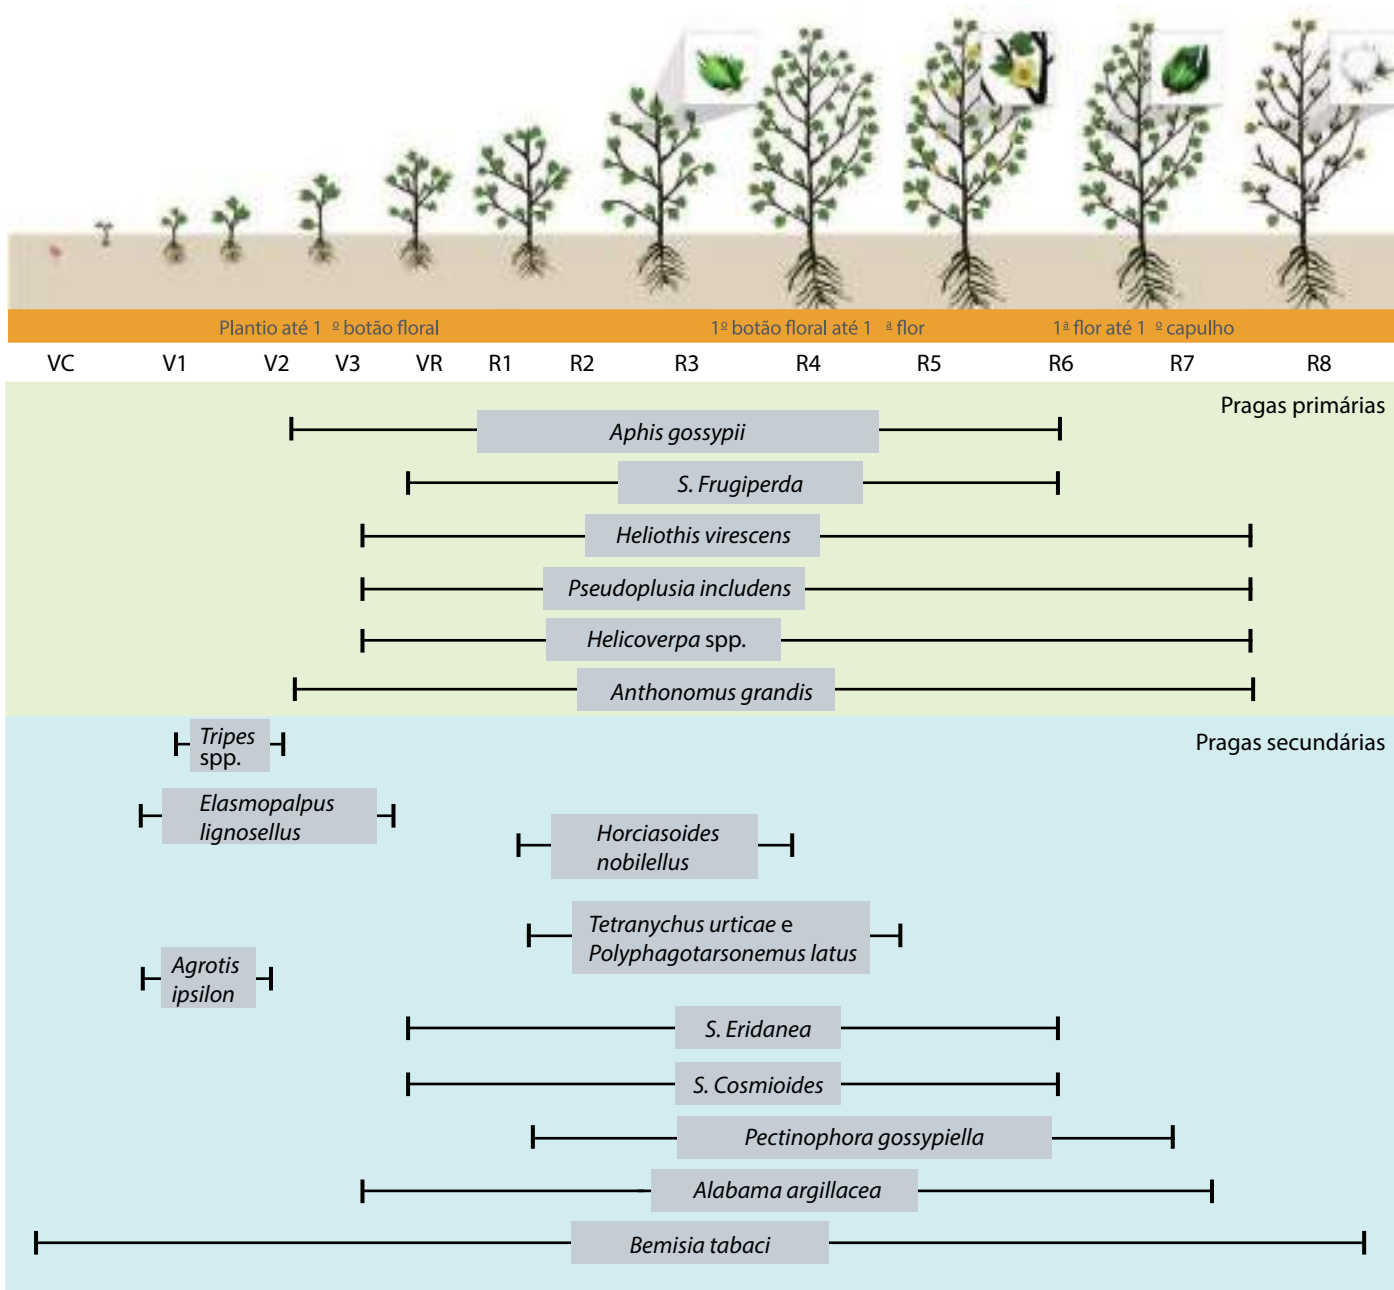 Plantio até 1 º botão floral
1º botão floral até 1 ª flor
1ª flor até 1 º capulho
VC V1 V2 V3 VR R1 R2 R3 R4 R5 R6 R7 R8
Pragas primárias
Aphis gossypii
S. Frugiperda
Heliothis virescens
Pseudoplusia includens
Helicoverpa spp.
Anthonomus grandis
Pragas secundárias
Tripes
spp.
Elasmopalpus
lignosellus
Horciasoides
nobilellus
Tetranychus urticae e
Polyphagotarsonemus latus
Agrotis
ipsilon
S. Eridanea
S. Cosmioides
Pectinophora gossypiella
Alabama argillacea
Bemisia tabaci